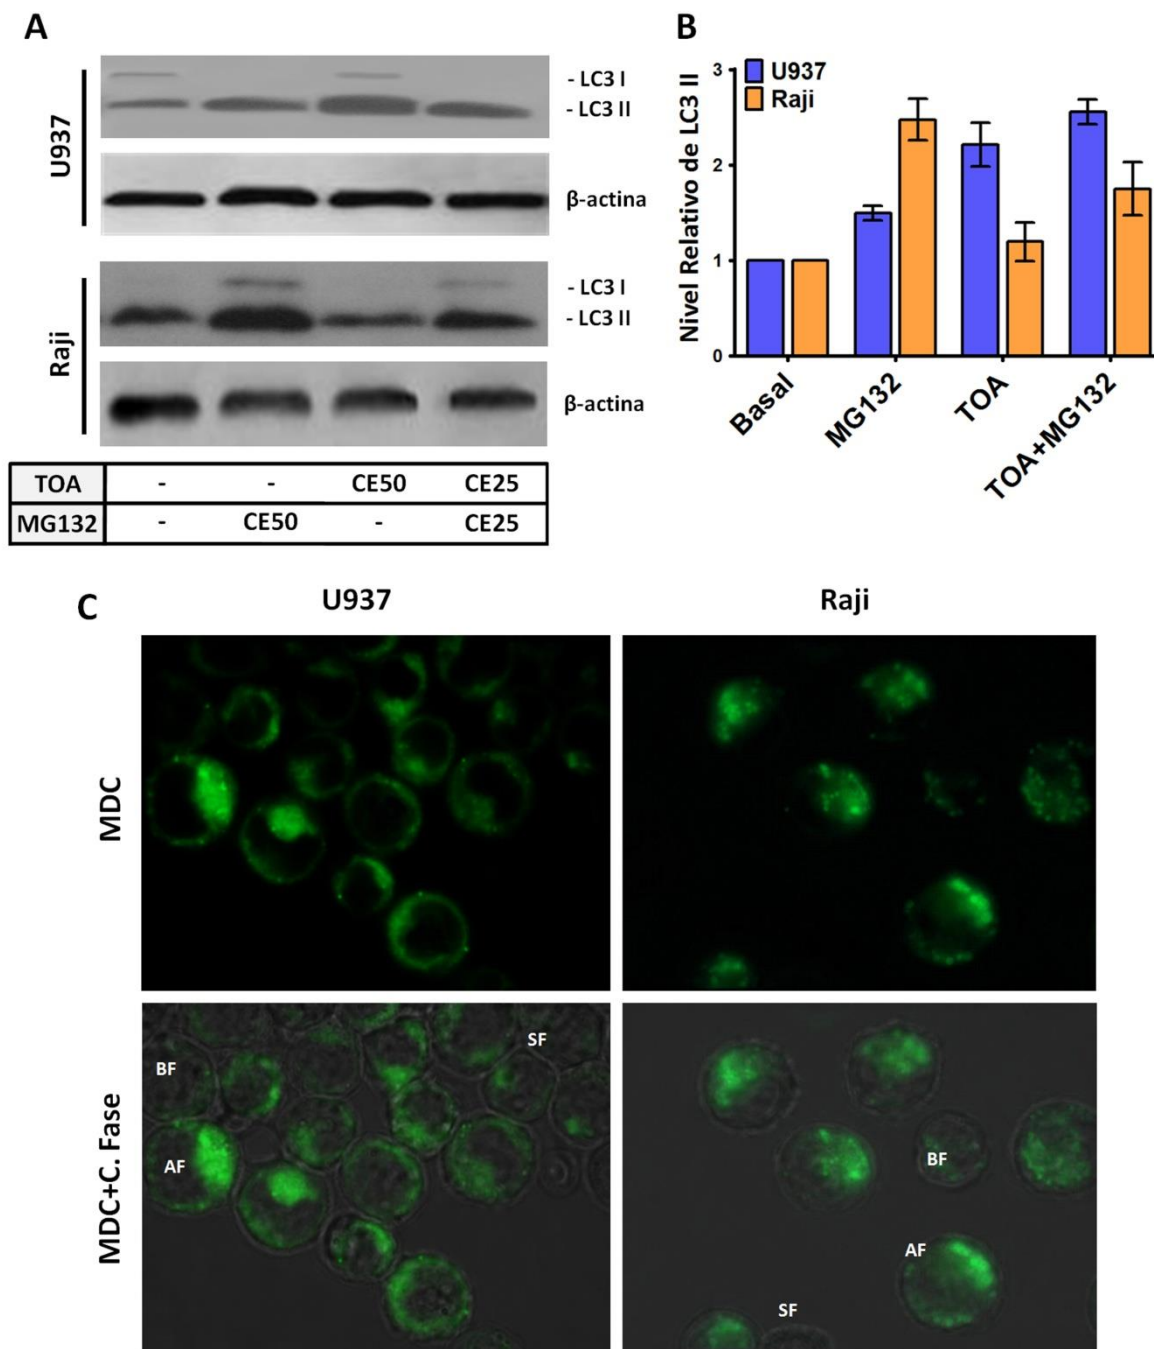 A
U937
- LC3 I
- LC3 II
β-actina
Raji
- LC3 I
- LC3 II
β-actina
TOA - - CE50 CE25
MG132 - CE50 - CE25
B
U937
Raji
Nivel Relativo de LC3 II
3
2
1
0
Basal
MG132
TOA
TOA+MG132
C
U937 Raji
MDC
MDC+C. Fase
BF
SF
AF
BF
AF
SF